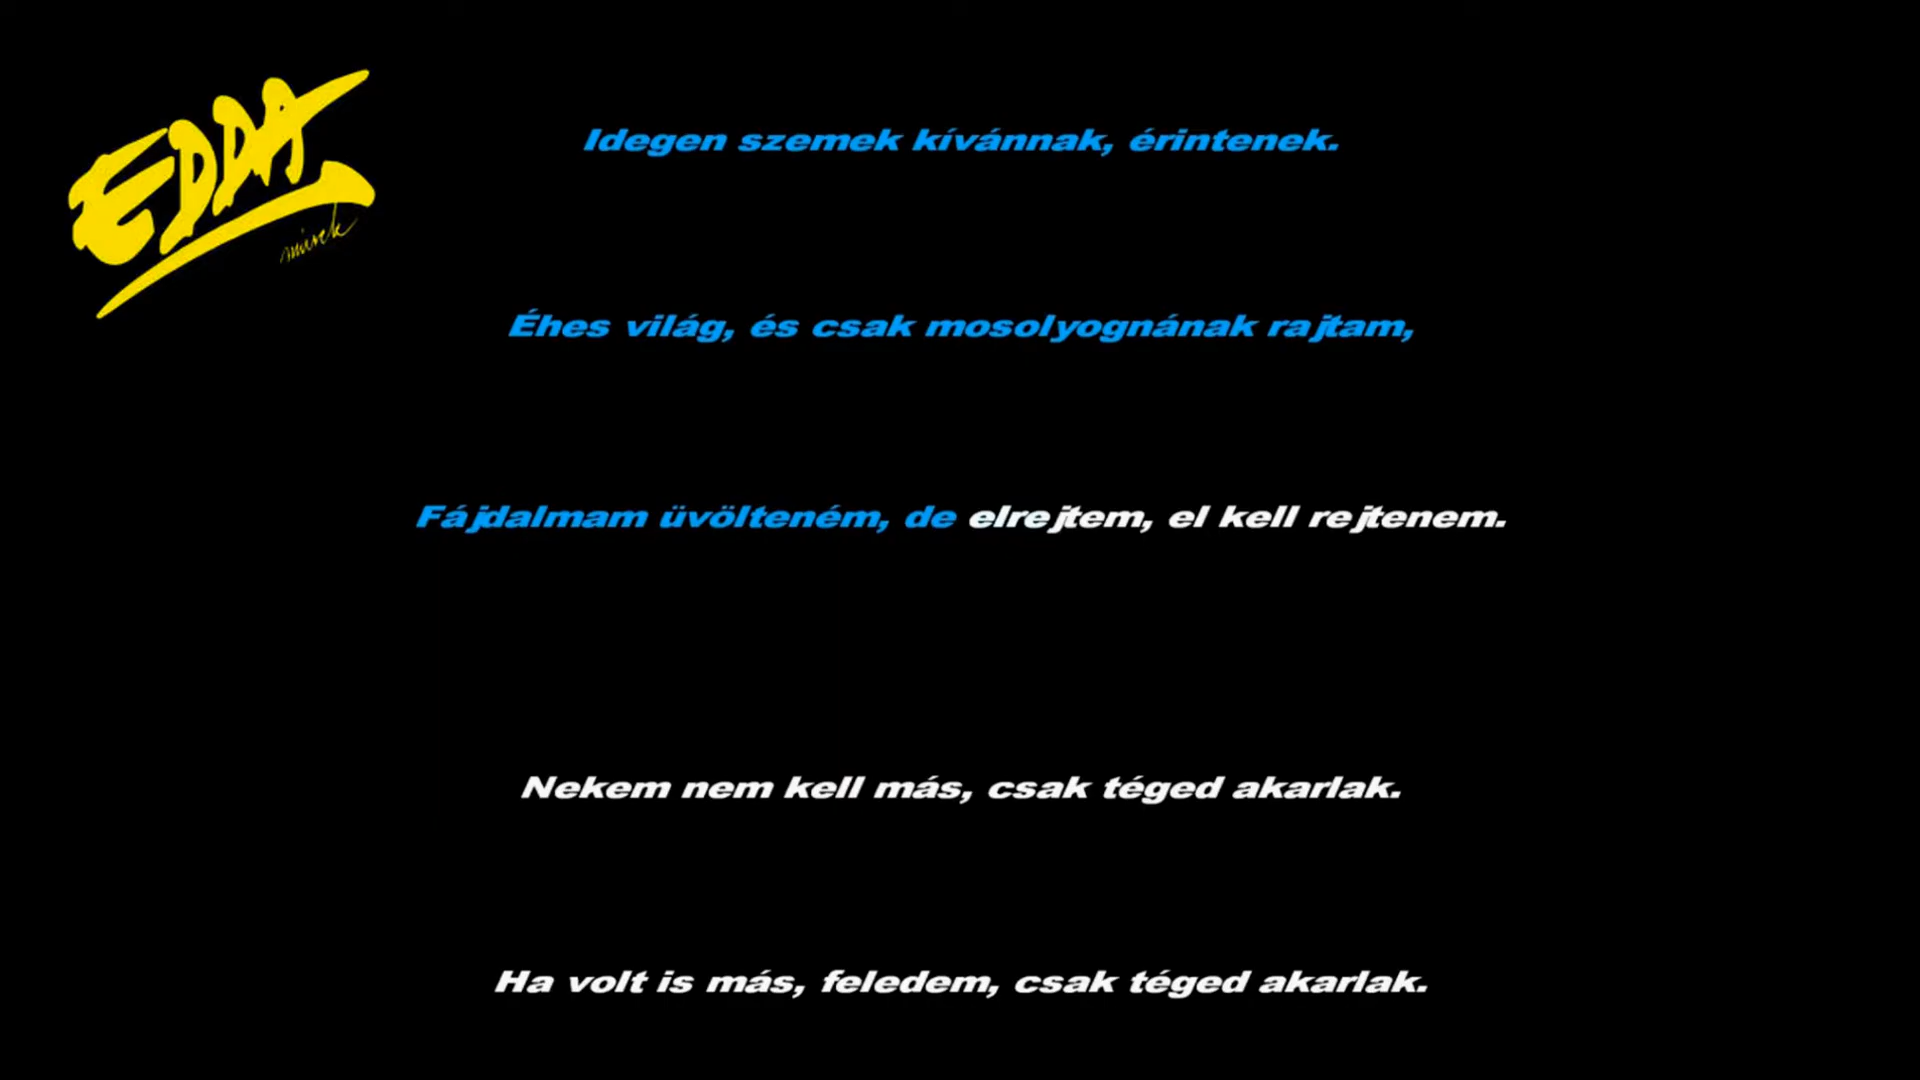 EDDA
művek
Idegen szemek kívánnak, érintenek.
Éhes világ, és csak mosolyognának rajtam,
Fájdalmam üvölteném, de elrejtem, el kell rejtenem.
Nekem nem kell más, csak téged akarlak.
Ha volt is más, feledem, csak téged akarlak.